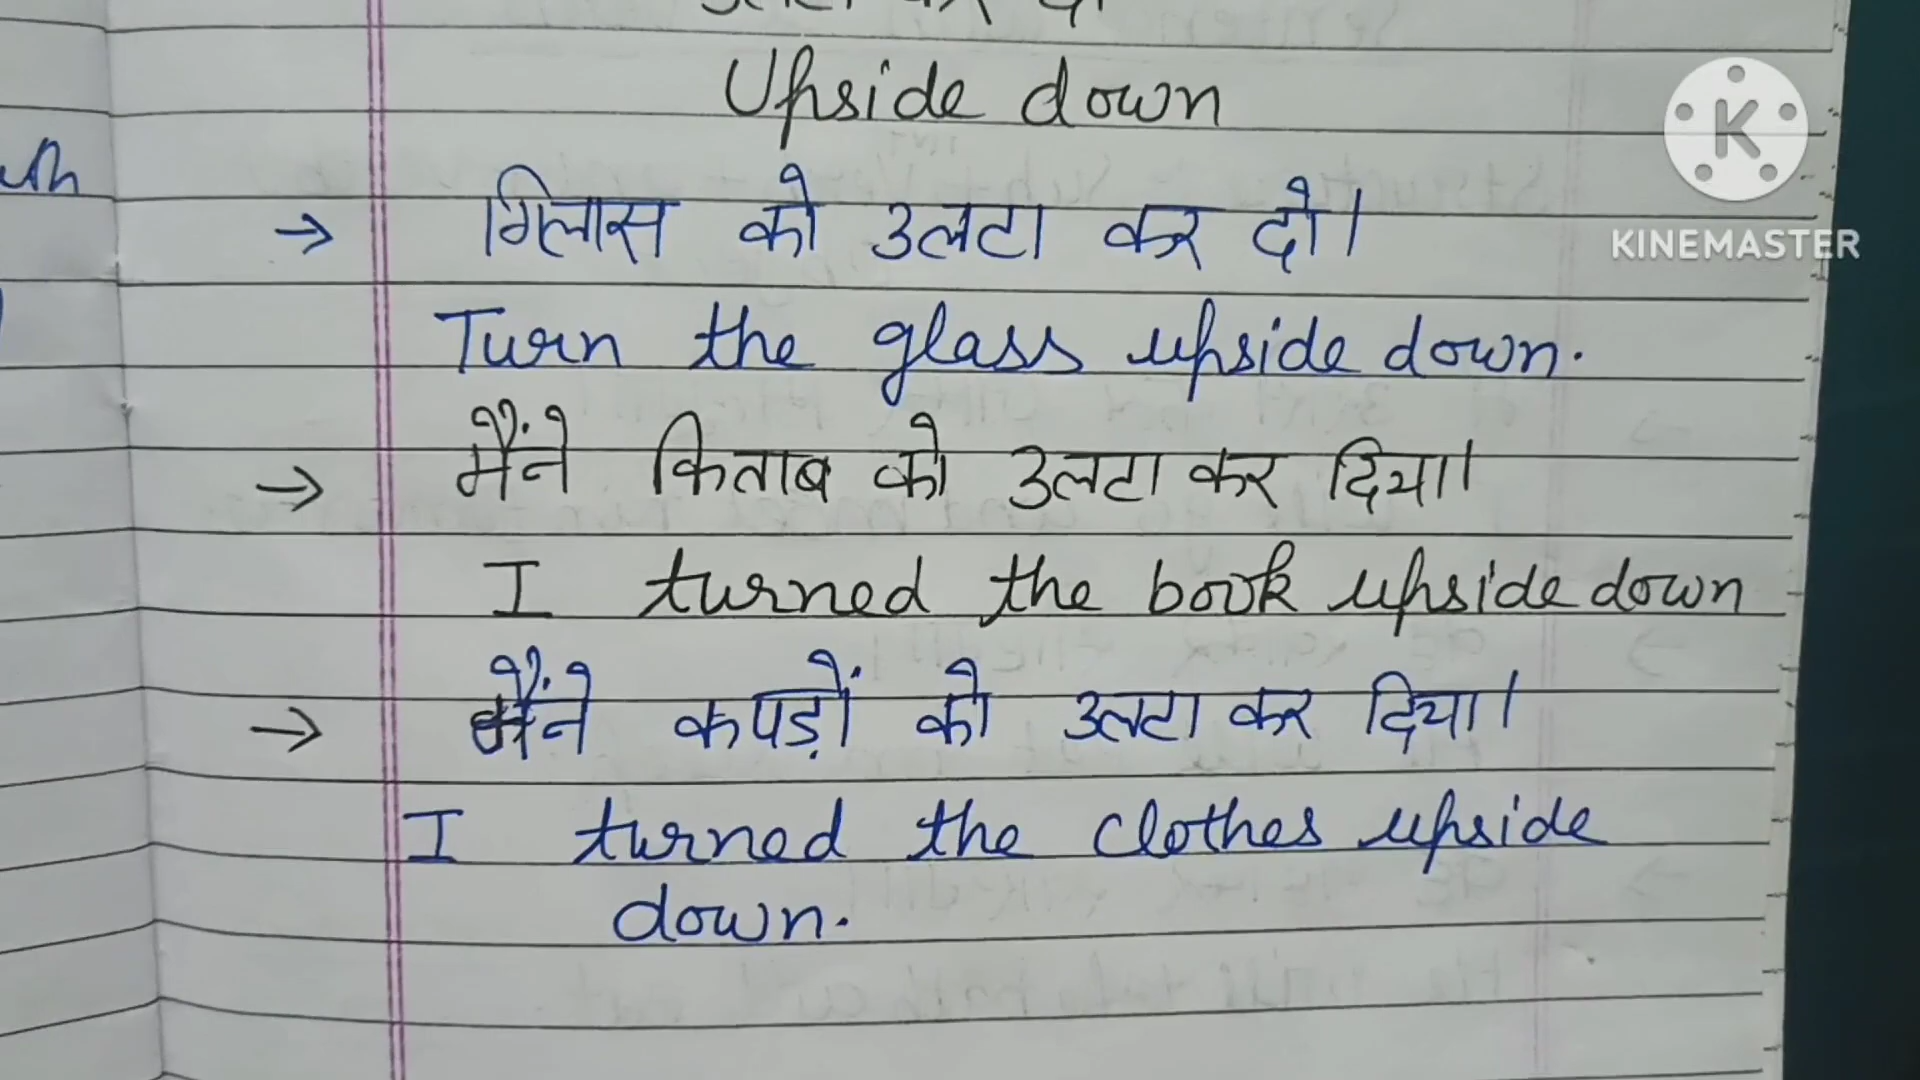 Upside down
→ गिलास को उलटा कर दो।
Turn the glass upside down.
→ मैंने किताब को उलटा कर दिया।
I turned the book upside down
→ मैंने कपड़ों को उलटा कर दिया।
I turned the clothes upside
down.
K
KINEMASTER